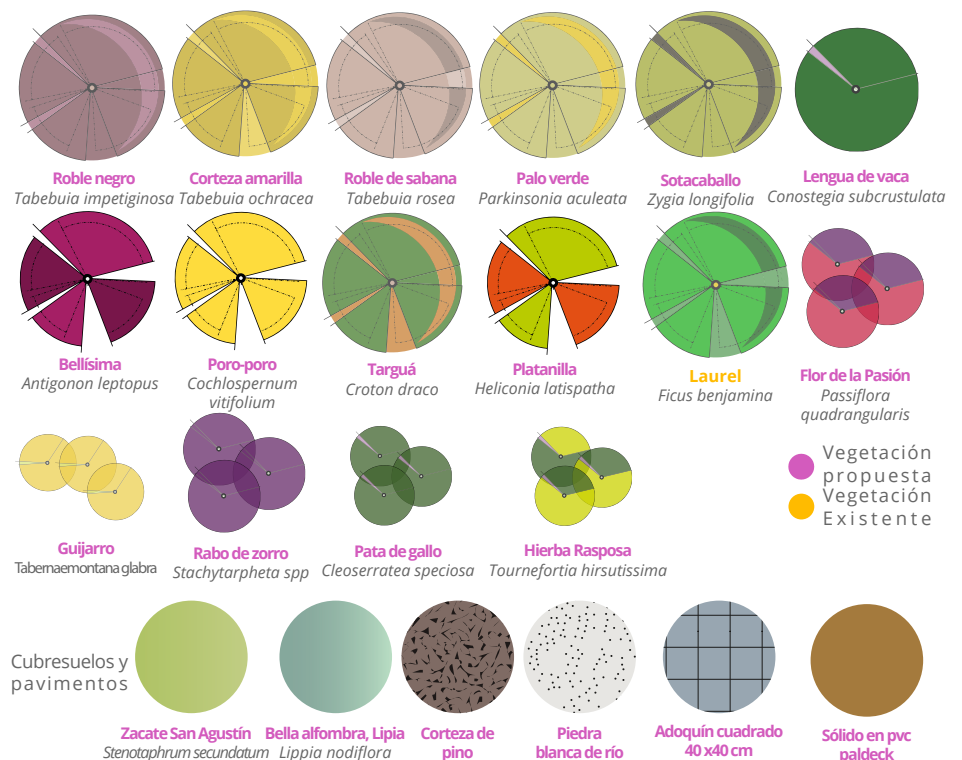 Roble negro
Tabebuia impetiginosa
Corteza amarilla
Tabebuia ochracea
Roble de sabana
Tabebuia rosea
Palo verde
Parkinsonia aculeata
Sotacaballo
Zygia longifolia
Lengua de vaca
Conostegia subcrustulata
Bellísima
Antigonon leptopus
Poro-poro
Cochlospernum
vitifolium
Targuá
Croton draco
Platanilla
Heliconia latispatha
Laurel
Ficus benjamina
Flor de la Pasión
Passiflora
quadrangularis
Guijarro
Tabernaemontana glabra
Rabo de zorro
Stachytarpheta spp
Pata de gallo
Cleoserratea speciosa
Hierba Rasposa
Tournefortia hirsutissima
Vegetación
propuesta
Vegetación
Existente
Cubresuelos y
pavimentos
Zacate San Agustín
Stenotaphrum secundatum
Bella alfombra, Lipia
Lippia nodiflora
Corteza de
pino
Piedra
blanca de río
Adoquín cuadrado
40 x40 cm
Sólido en pvc
paldeck